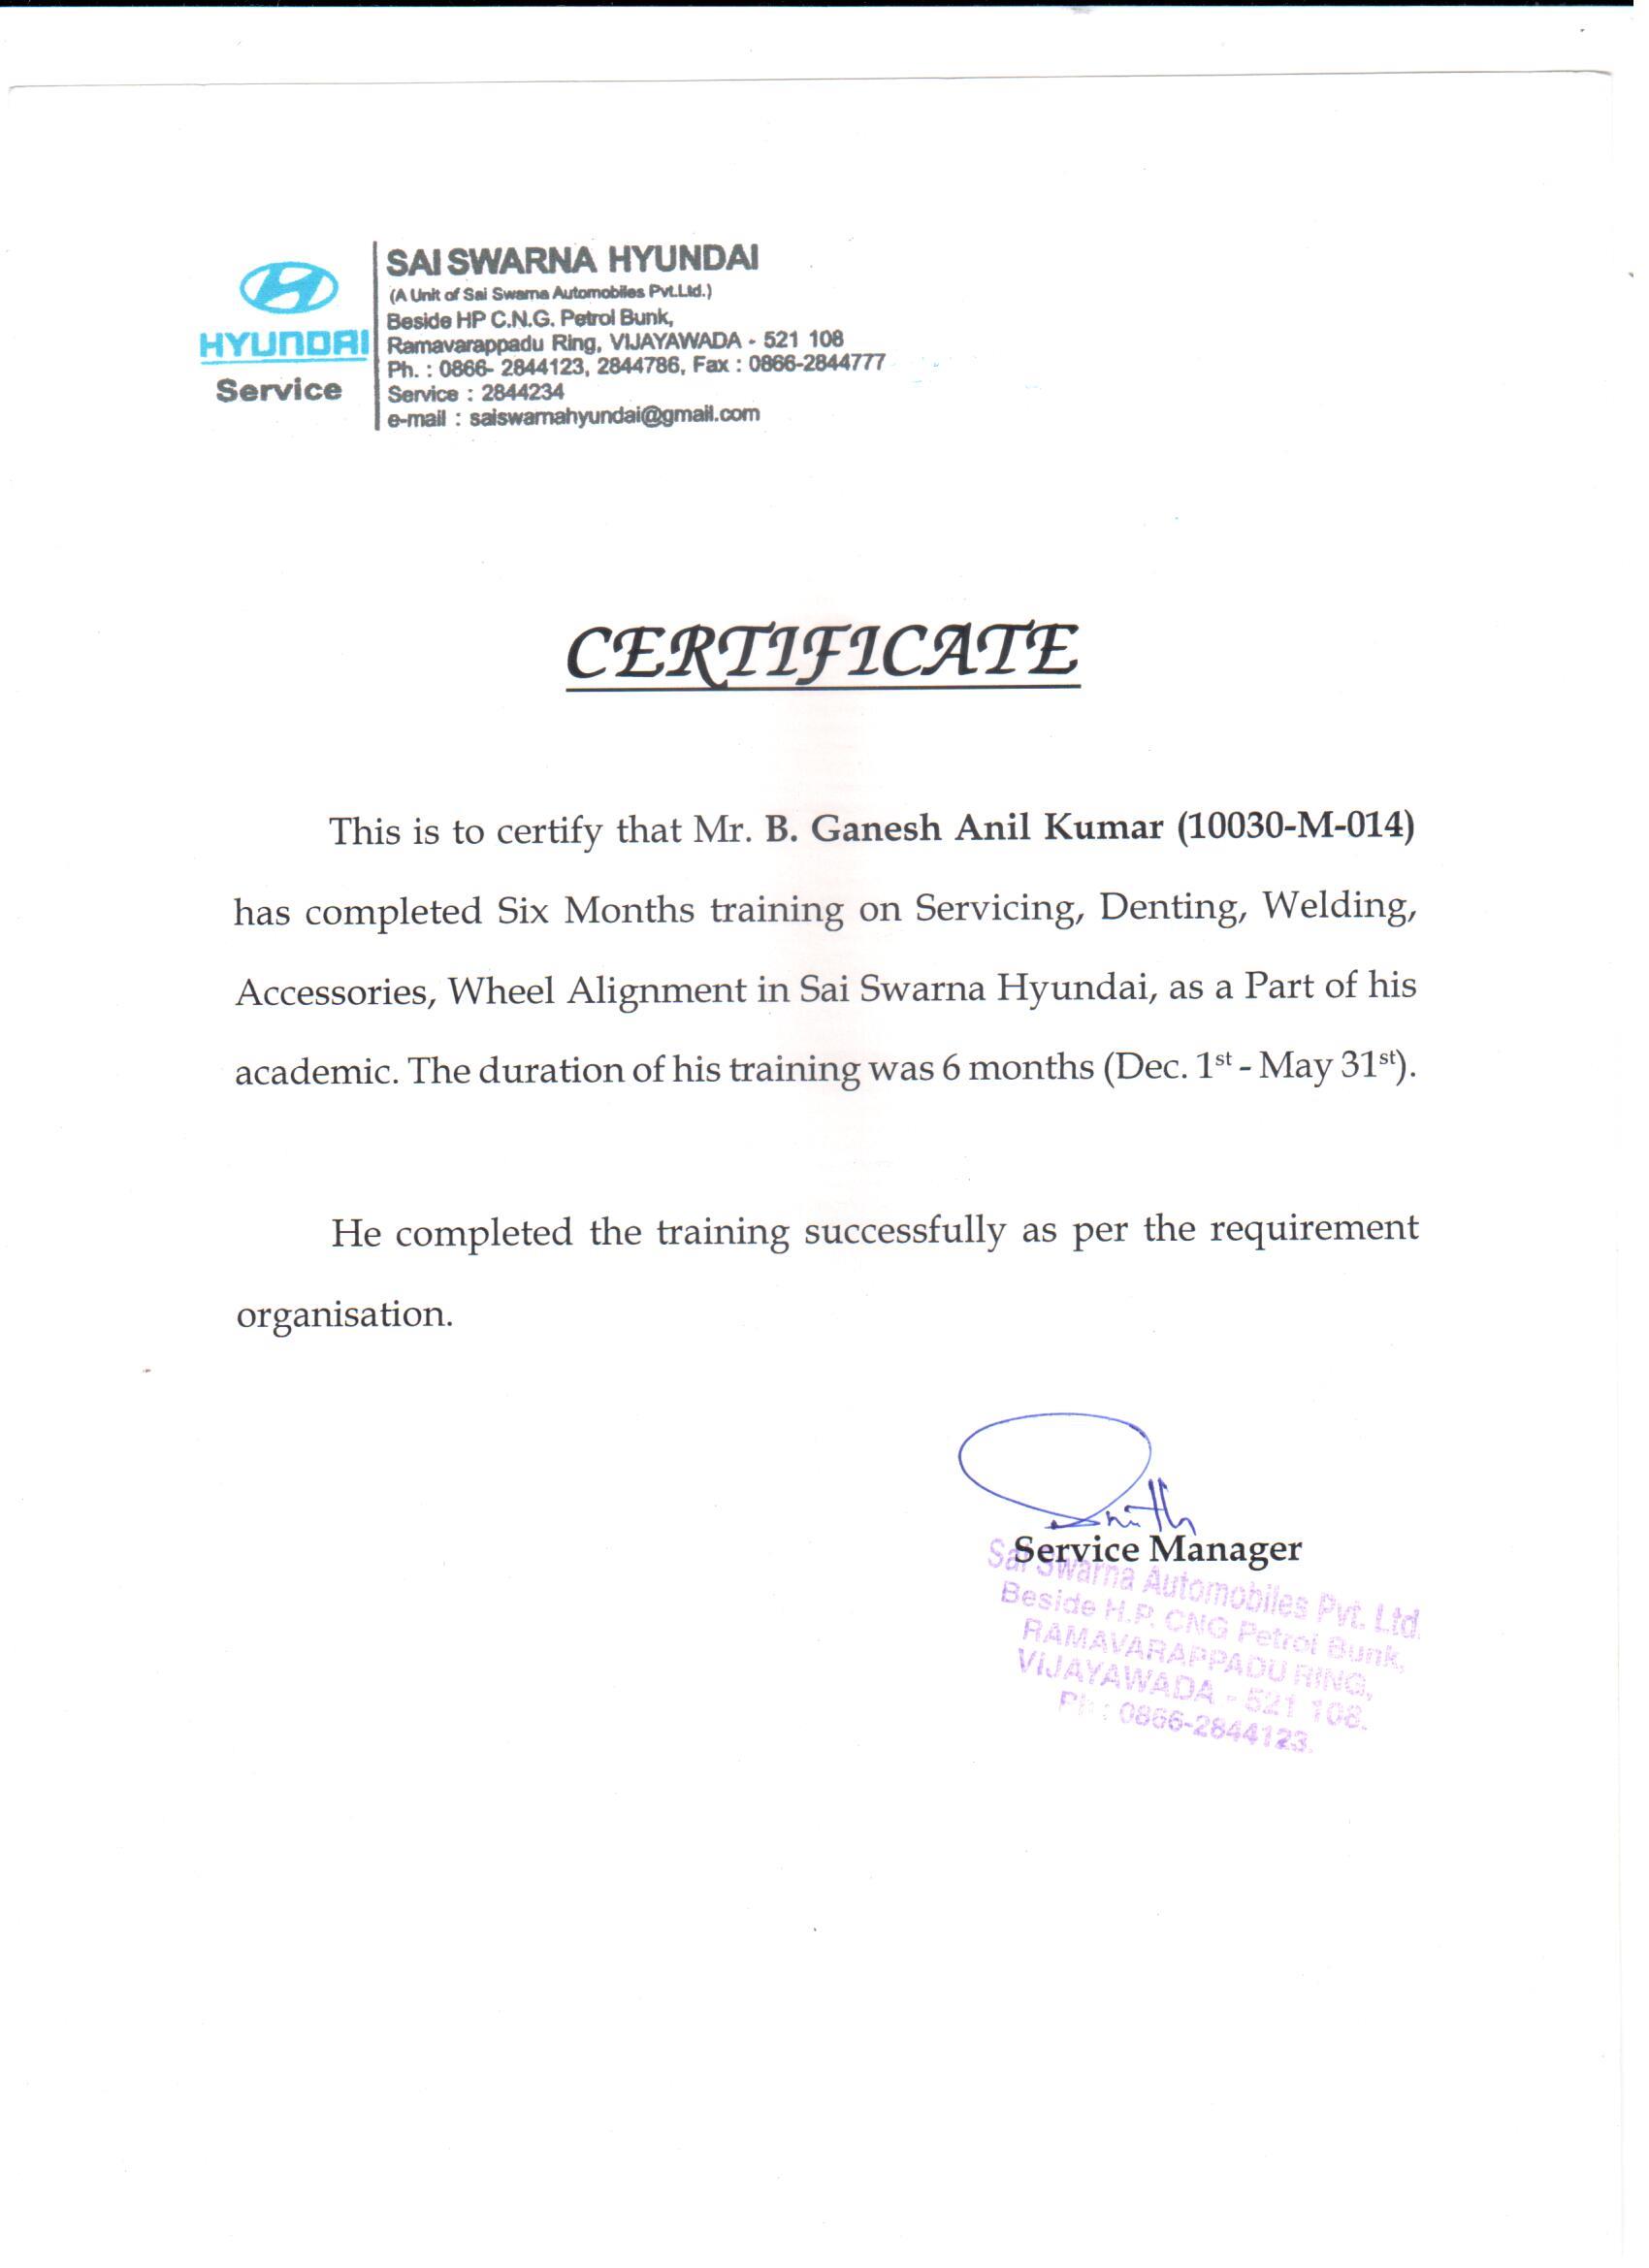 HYUNDAI
Service
SAI SWARNA HYUNDAI
(A Unit of Sai Swarna Automobiles Pvt.Ltd.)
Beside HP C.N.G. Petrol Bunk,
Ramavarappadu Ring, VIJAYAWADA - 521 108
Ph. : 0866- 2844123, 2844786, Fax : 0866-2844777
Service : 2844234
e-mail : saiswarnahyundai@gmail.com
CERTIFICATE
This is to certify that Mr. B. Ganesh Anil Kumar (10030-M-014)
has completed Six Months training on Servicing, Denting, Welding,
Accessories, Wheel Alignment in Sai Swarna Hyundai, as a Part of his
academic. The duration of his training was 6 months (Dec. 1st - May 31st).
He completed the training successfully as per the requirement
organisation.
Service Manager
Sai Swarna Automobiles Pvt. Ltd.
Beside H.P. CNG Petrol Bunk,
RAMAVARAPPADU RING,
VIJAYAWADA - 521 108.
Ph : 0866-2844123.